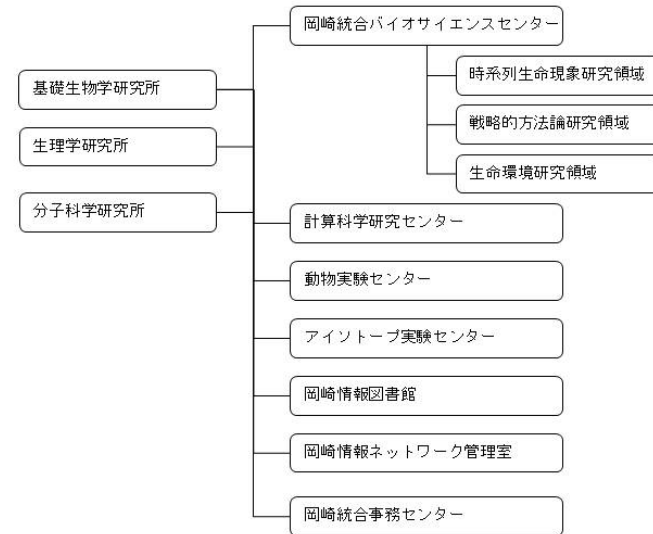 基礎生物学研究所
生理学研究所
分子科学研究所
岡崎統合バイオサイエンスセンター
時系列生命現象研究領域
戦略的方法論研究領域
生命環境研究領域
計算科学研究センター
動物実験センター
アイソトープ実験センター
岡崎情報図書館
岡崎情報ネットワーク管理室
岡崎統合事務センター